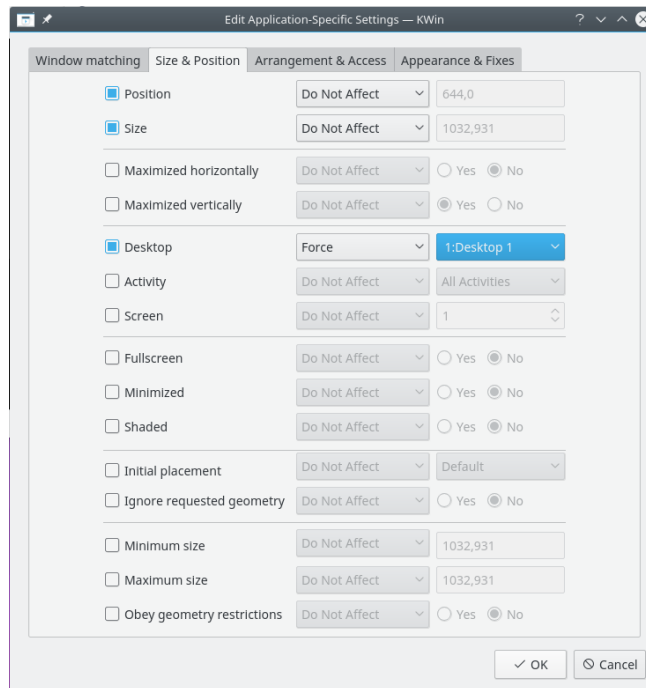 Edit Application-Specific Settings — KWin
Window matching Size & Position Arrangement & Access Appearance & Fixes
Position Do Not Affect 644,0
Size Do Not Affect 1032,931
Maximized horizontally Do Not Affect Yes No
Maximized vertically Do Not Affect Yes No
Desktop Force 1:Desktop 1
Activity Do Not Affect All Activities
Screen Do Not Affect 1
Fullscreen Do Not Affect Yes No
Minimized Do Not Affect Yes No
Shaded Do Not Affect Yes No
Initial placement Do Not Affect Default
Ignore requested geometry Do Not Affect Yes No
Minimum size Do Not Affect 1032,931
Maximum size Do Not Affect 1032,931
Obey geometry restrictions Do Not Affect Yes No
OK Cancel